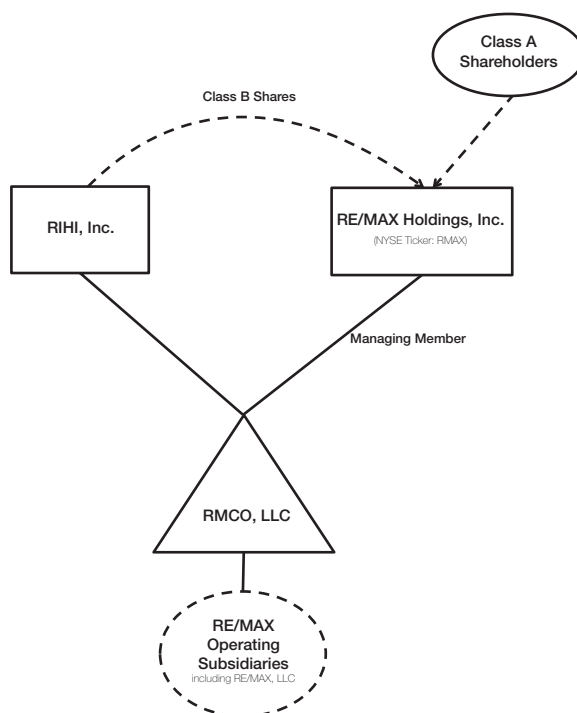 Class A
Shareholders
Class B Shares
RIHI, Inc.
RE/MAX Holdings, Inc.
(NYSE Ticker: RMAX)
Managing Member
RMCO, LLC
RE/MAX
Operating
Subsidiaries
including RE/MAX, LLC